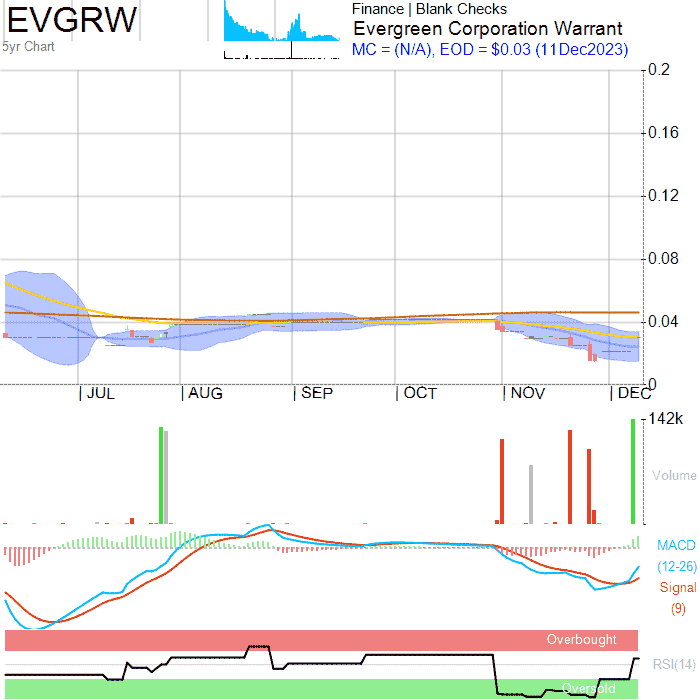 EVGRW
5yr Chart
Finance | Blank Checks
Evergreen Corporation Warrant
MC = (N/A), EOD = $0.03 (11Dec2023)
0.2
0.16
0.12
0.08
0.04
0
| JUL | AUG | SEP | OCT | NOV | DEC
142k
Volume
MACD
(12-26)
Signal
(9)
Overbought
RSI(14)
Oversold